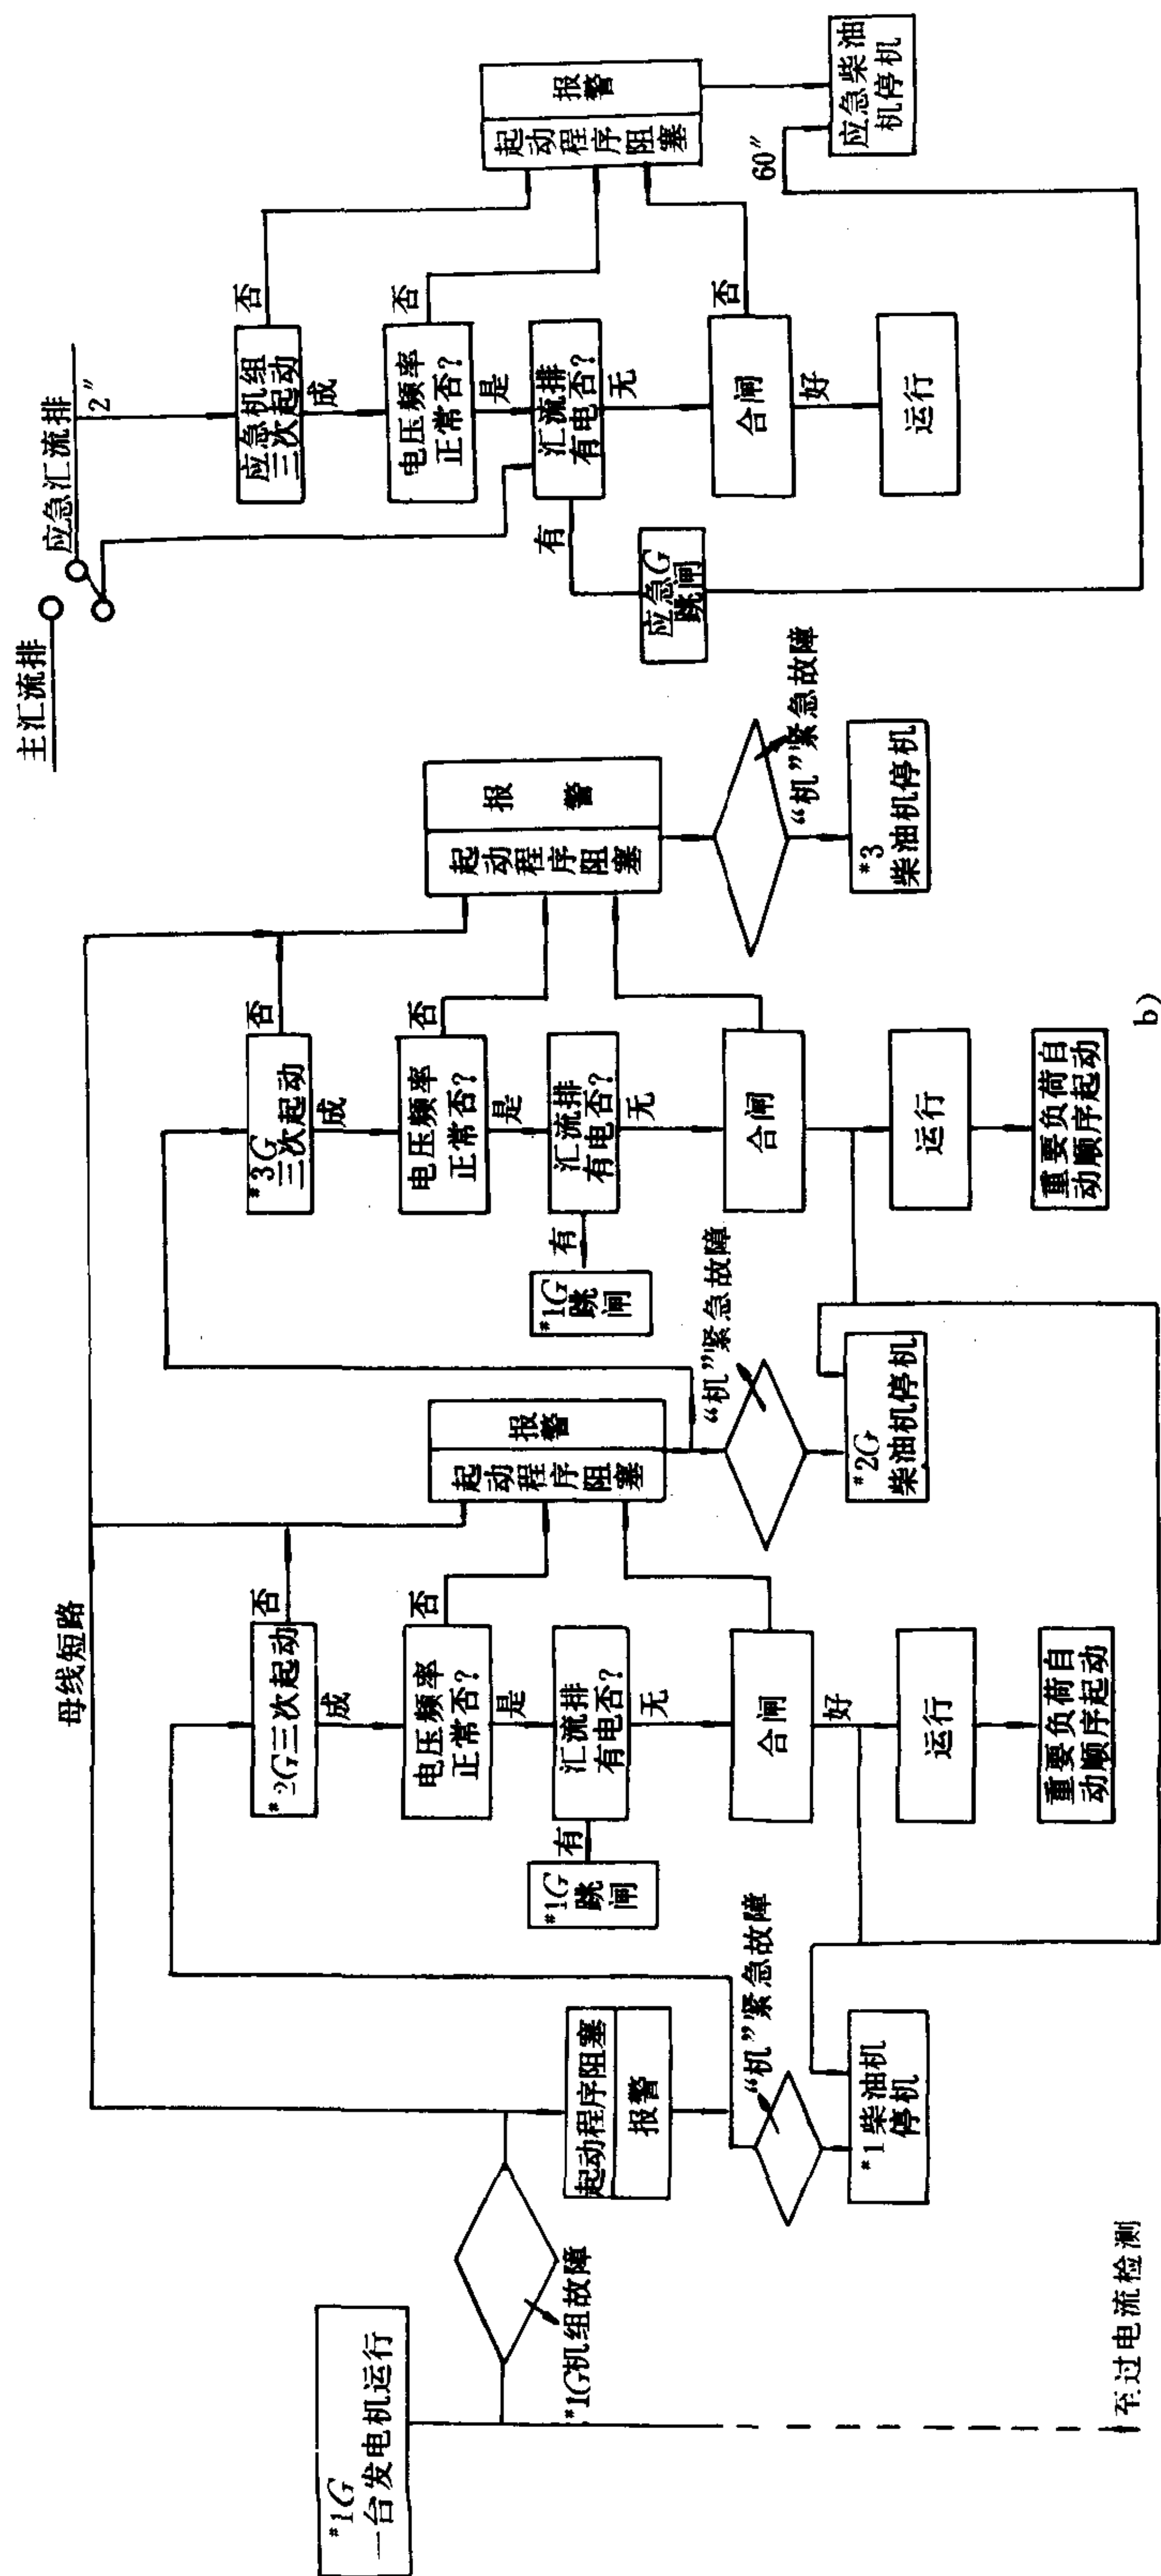 #1G
一台发电机运行
#1G机组故障
至过电流检测
母线短路
起动程序阻塞
报警
“机”紧急故障
#1柴油机
停机
#2G三次起动
否
成
电压频率
正常否?
否
是
汇流排
有电否?
有
无
#1G
跳闸
合闸
好
运行
重要负荷自
动顺序起动
起动程序阻塞
报警
“机”紧急故障
#2G
柴油机停机
#3G
三次起动
否
成
电压频率
正常否?
否
是
汇流排
有电否?
有
无
#1G
跳闸
合闸
运行
重要负荷自
动顺序起动
起动程序阻塞
报警
“机”紧急故障
#3
柴油机停机
主汇流排
应急汇流排
2″
应急机组
三次起动
否
成
电压频率
正常否?
否
是
汇流排
有电否?
有
无
应急G
跳闸
合闸
否
好
运行
起动程序阻塞
报警
60″
应急柴油
机停机
b)